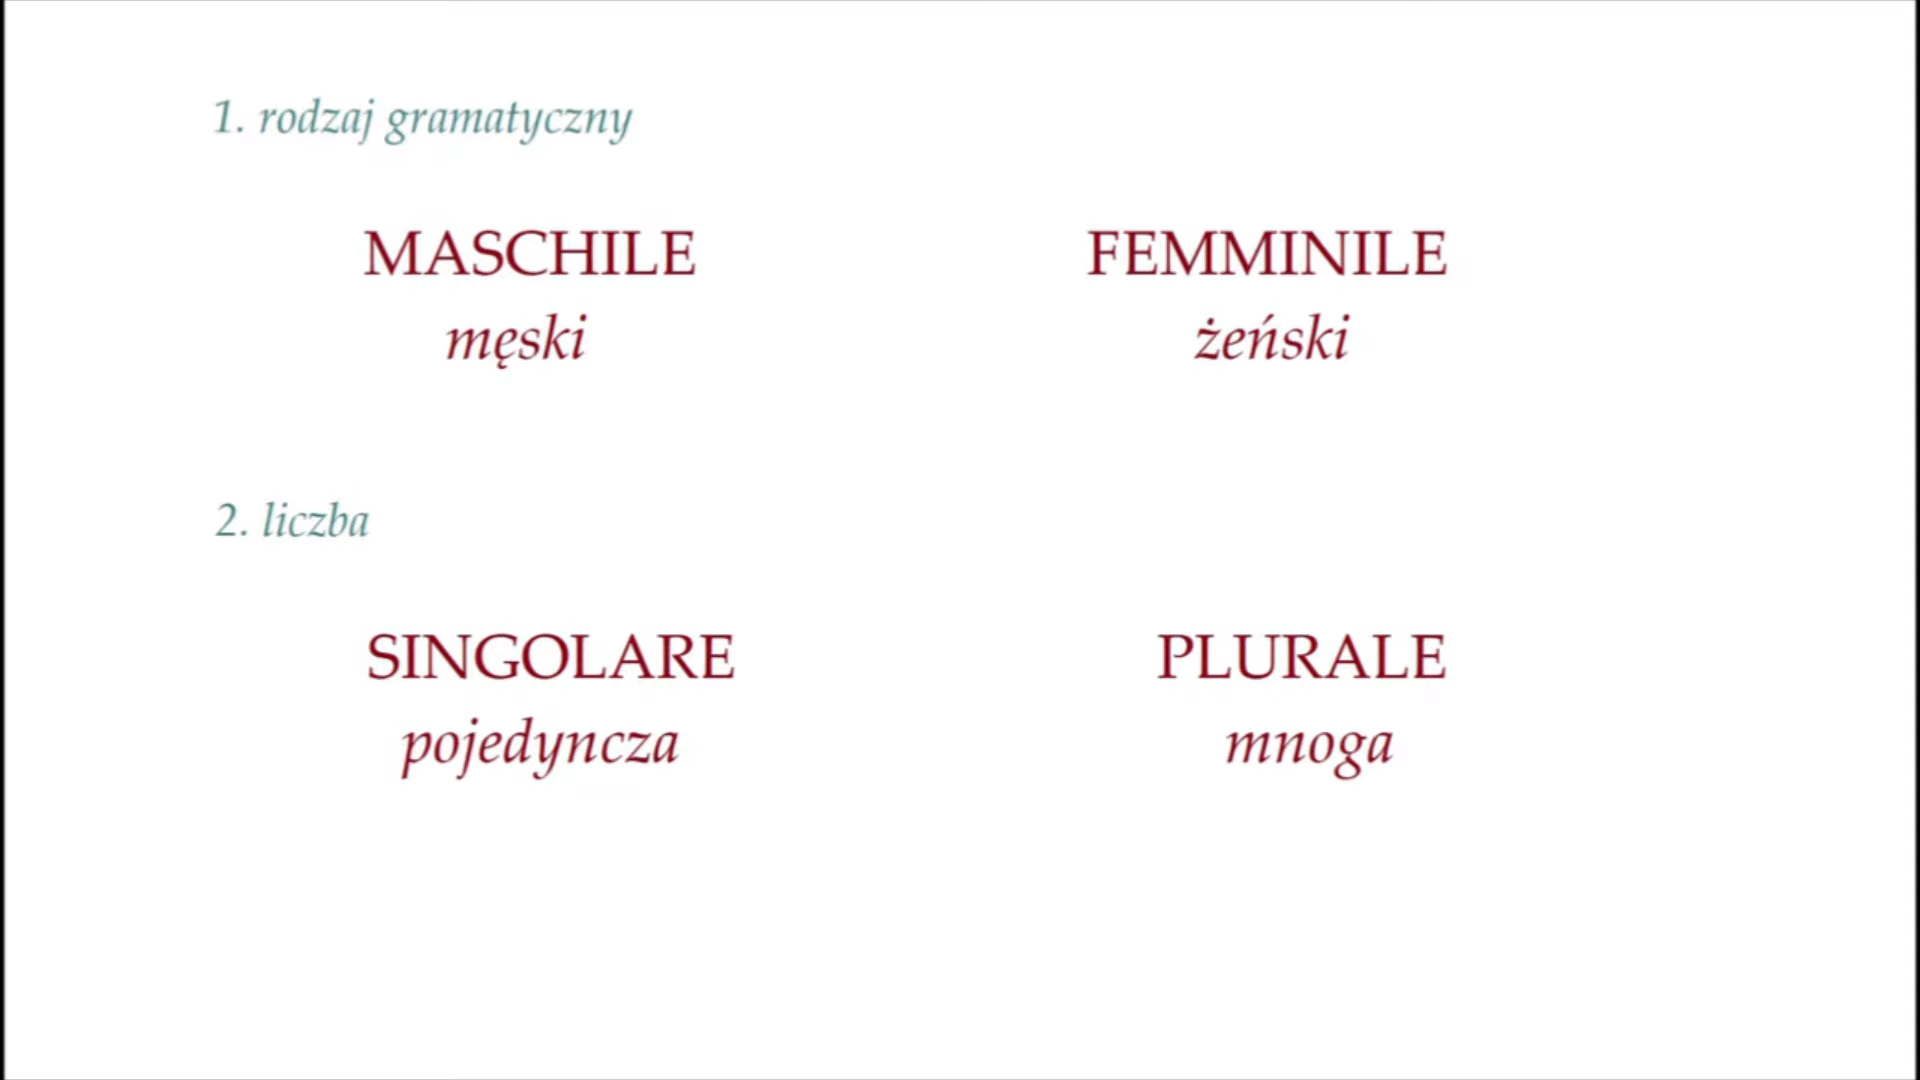 1. rodzaj gramatyczny
MASCHILE FEMMINILE
męski żeński
2. liczba
SINGOLARE PLURALE
pojedyncza mnoga